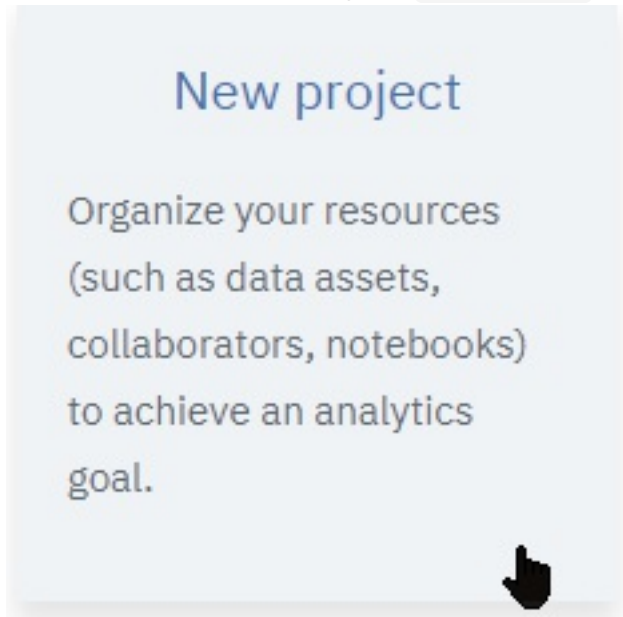 New project
Organize your resources
(such as data assets,
collaborators, notebooks)
to achieve an analytics
goal.